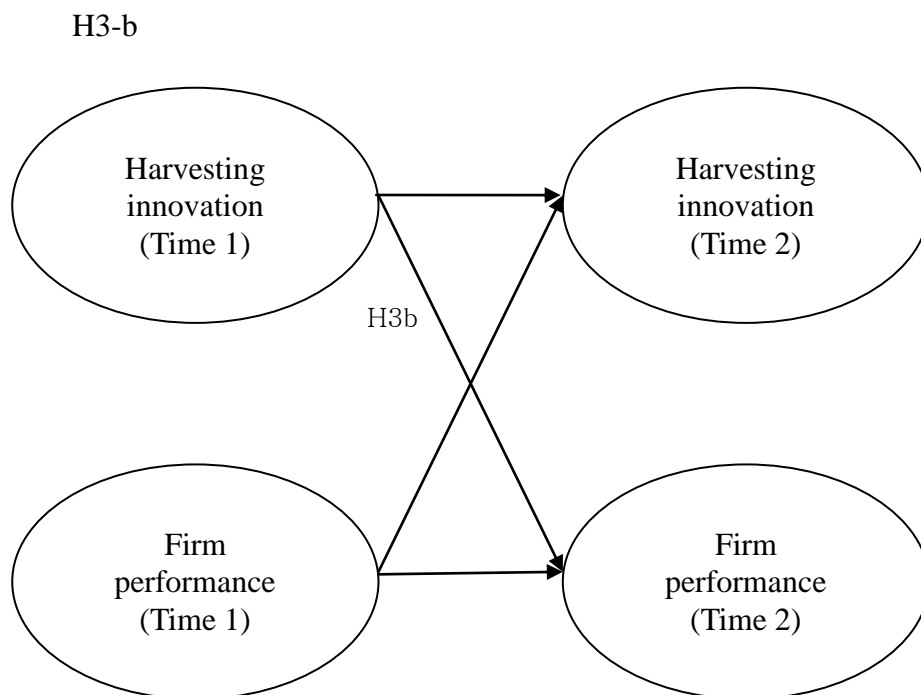 H3-b
Harvesting
innovation
(Time 1)
Harvesting
innovation
(Time 2)
H3b
Firm
performance
(Time 1)
Firm
performance
(Time 2)